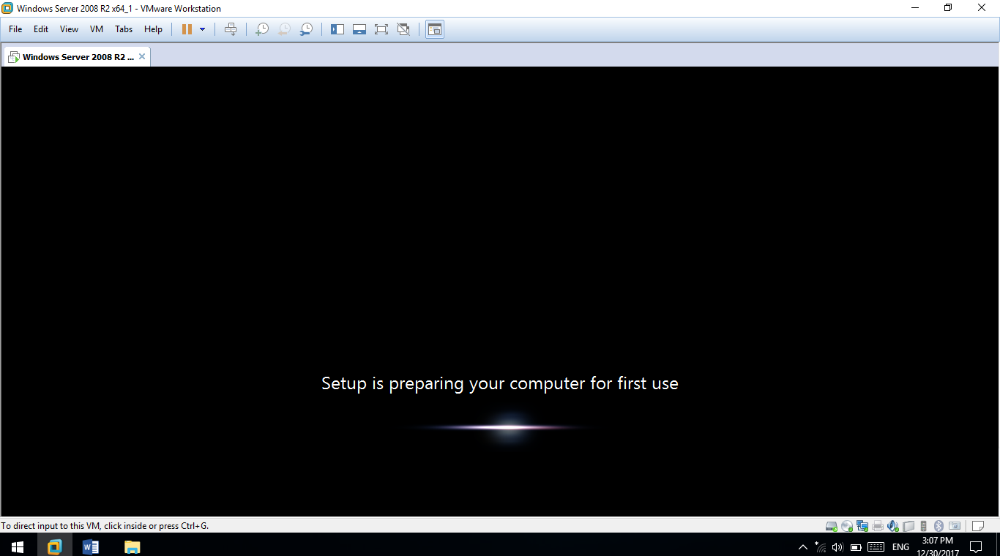 Windows Server 2008 R2 x64_1 - VMware Workstation
File Edit View VM Tabs Help
Windows Server 2008 R2 ...
Setup is preparing your computer for first use
To direct input to this VM, click inside or press Ctrl+G.
ENG
3:07 PM
12/30/2017